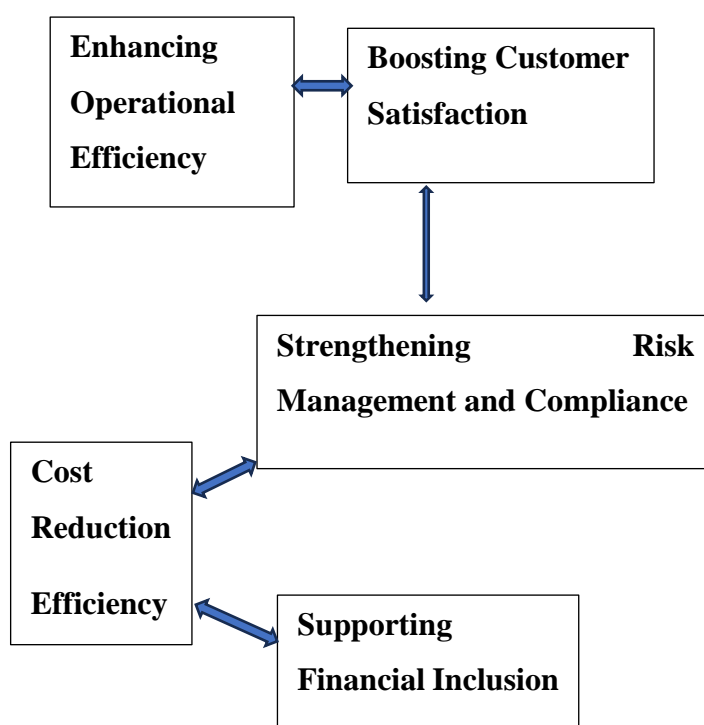 Enhancing
Operational
Efficiency
Boosting Customer
Satisfaction
Strengthening Risk
Management and Compliance
Cost
Reduction
Efficiency
Supporting
Financial Inclusion